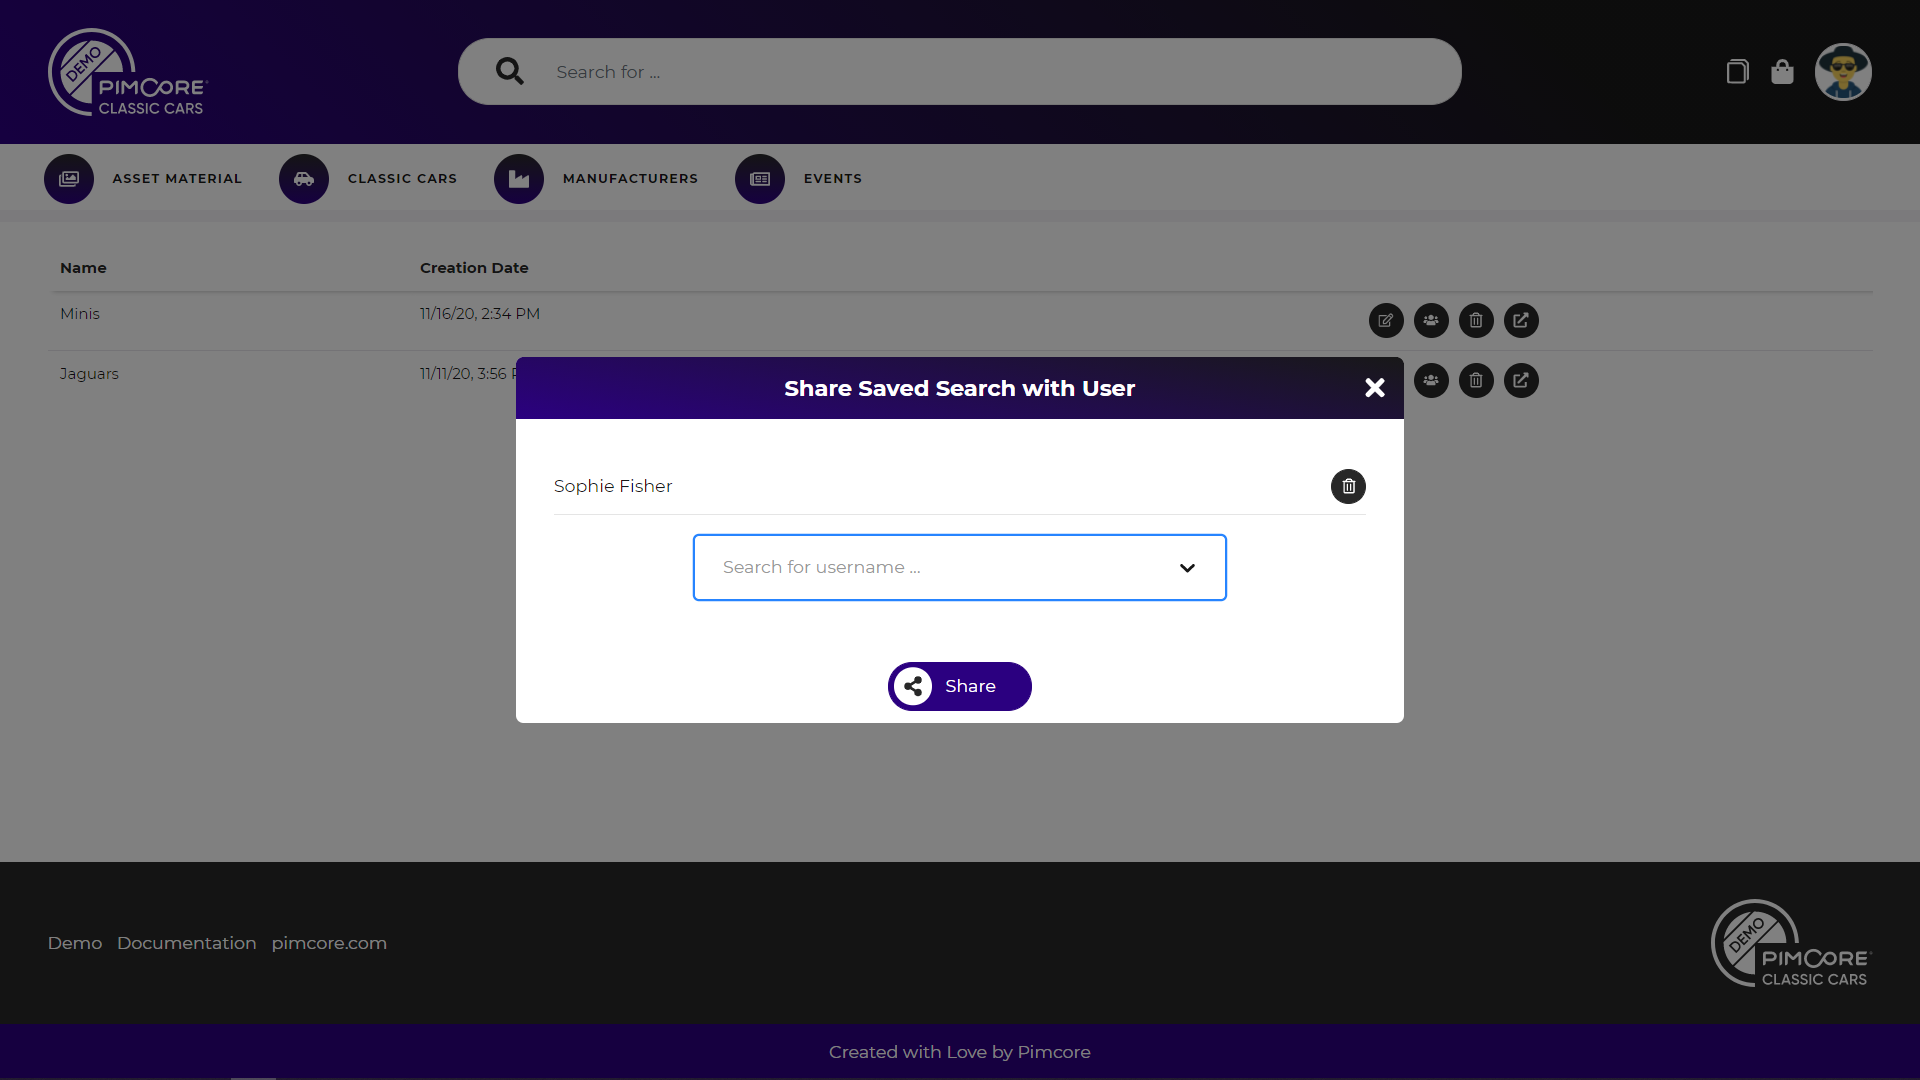 DEMO
PIMCORE
CLASSIC CARS
Search for ...
ASSET MATERIAL
CLASSIC CARS
MANUFACTURERS
EVENTS
Name Creation Date
Minis 11/16/20, 2:34 PM
Jaguars 11/11/20, 3:56
Share Saved Search with User
Sophie Fisher
Search for username ...
Share
Demo Documentation pimcore.com
DEMO
PIMCORE
CLASSIC CARS
Created with Love by Pimcore